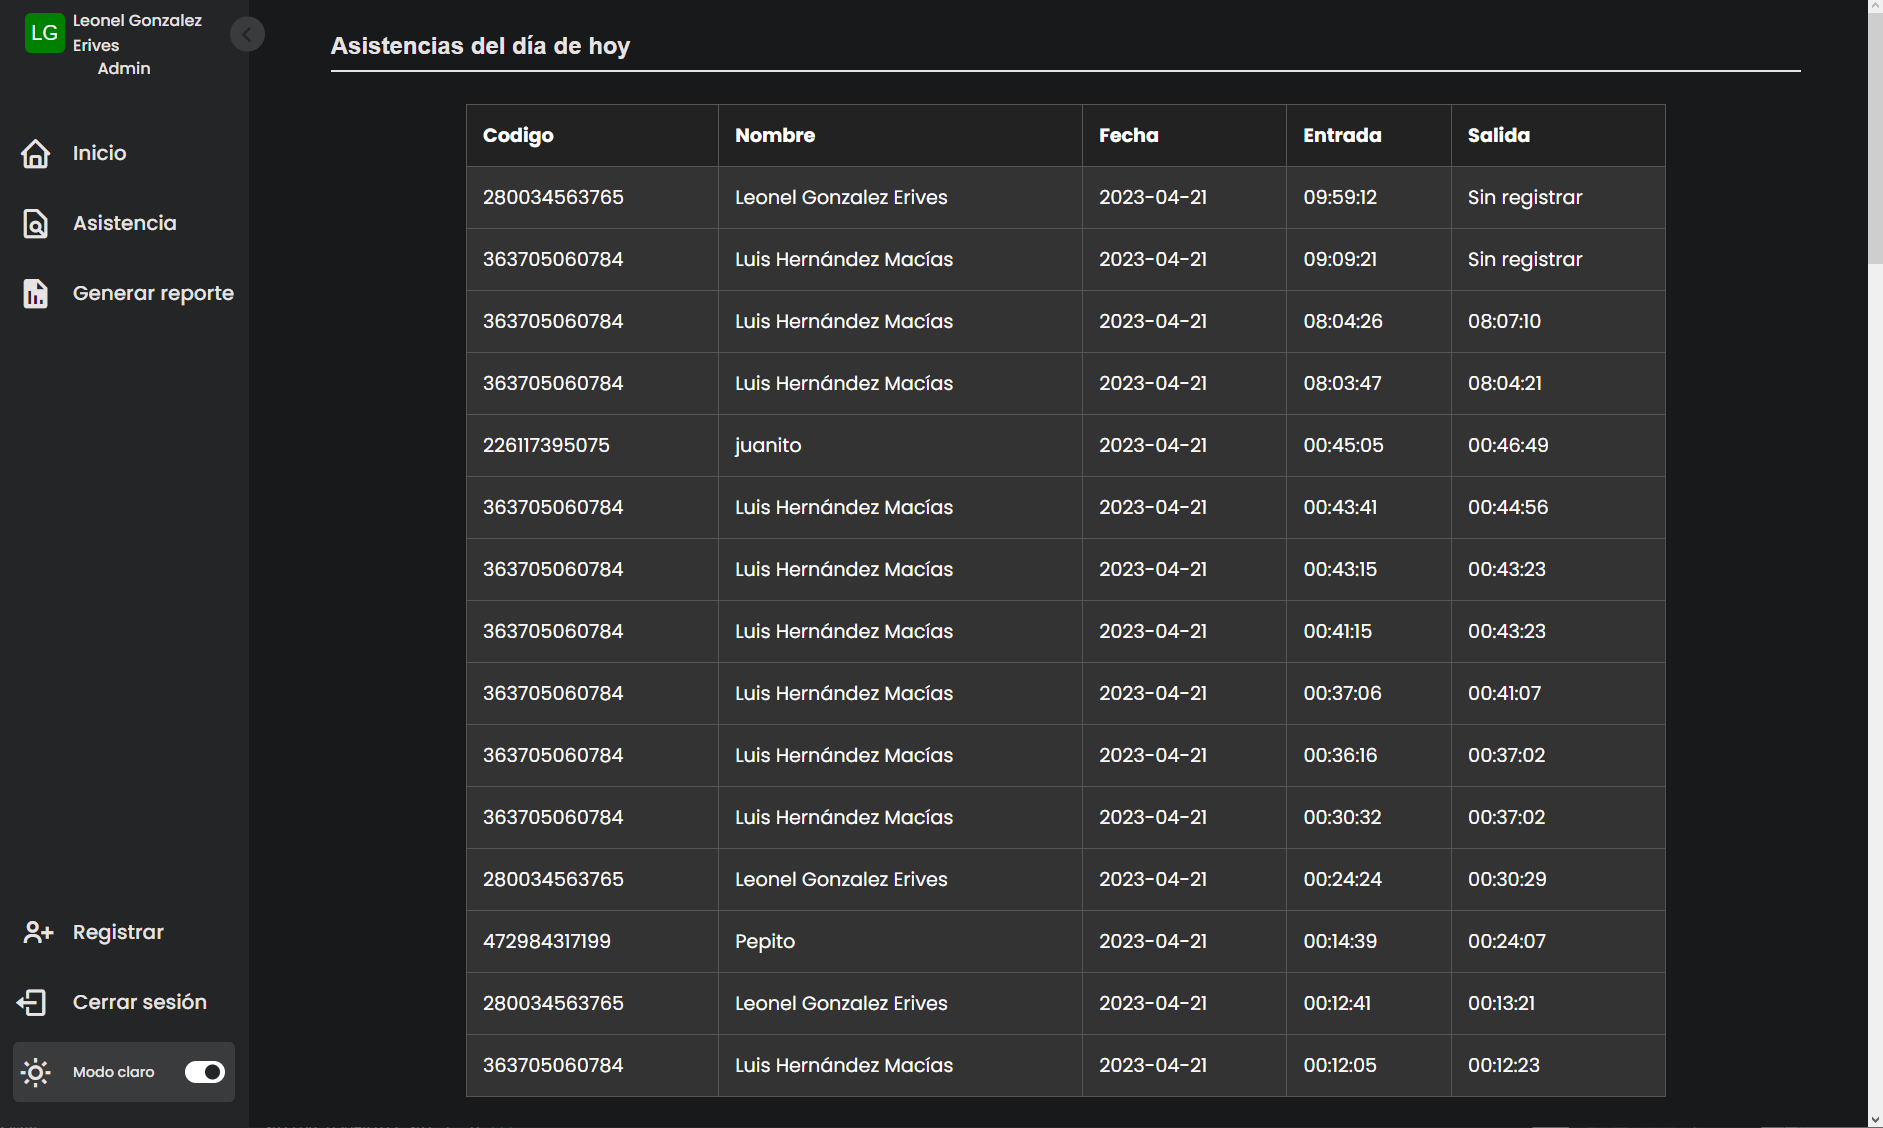 LG
Leonel Gonzalez
Erives
Admin
Inicio
Asistencia
Generar reporte
Registrar
Cerrar sesión
Modo claro
Asistencias del día de hoy
Codigo Nombre Fecha Entrada Salida
280034563765 Leonel Gonzalez Erives 2023-04-21 09:59:12 Sin registrar
363705060784 Luis Hernández Macías 2023-04-21 09:09:21 Sin registrar
363705060784 Luis Hernández Macías 2023-04-21 08:04:26 08:07:10
363705060784 Luis Hernández Macías 2023-04-21 08:03:47 08:04:21
226117395075 juanito 2023-04-21 00:45:05 00:46:49
363705060784 Luis Hernández Macías 2023-04-21 00:43:41 00:44:56
363705060784 Luis Hernández Macías 2023-04-21 00:43:15 00:43:23
363705060784 Luis Hernández Macías 2023-04-21 00:41:15 00:43:23
363705060784 Luis Hernández Macías 2023-04-21 00:37:06 00:41:07
363705060784 Luis Hernández Macías 2023-04-21 00:36:16 00:37:02
363705060784 Luis Hernández Macías 2023-04-21 00:30:32 00:37:02
280034563765 Leonel Gonzalez Erives 2023-04-21 00:24:24 00:30:29
472984317199 Pepito 2023-04-21 00:14:39 00:24:07
280034563765 Leonel Gonzalez Erives 2023-04-21 00:12:41 00:13:21
363705060784 Luis Hernández Macías 2023-04-21 00:12:05 00:12:23